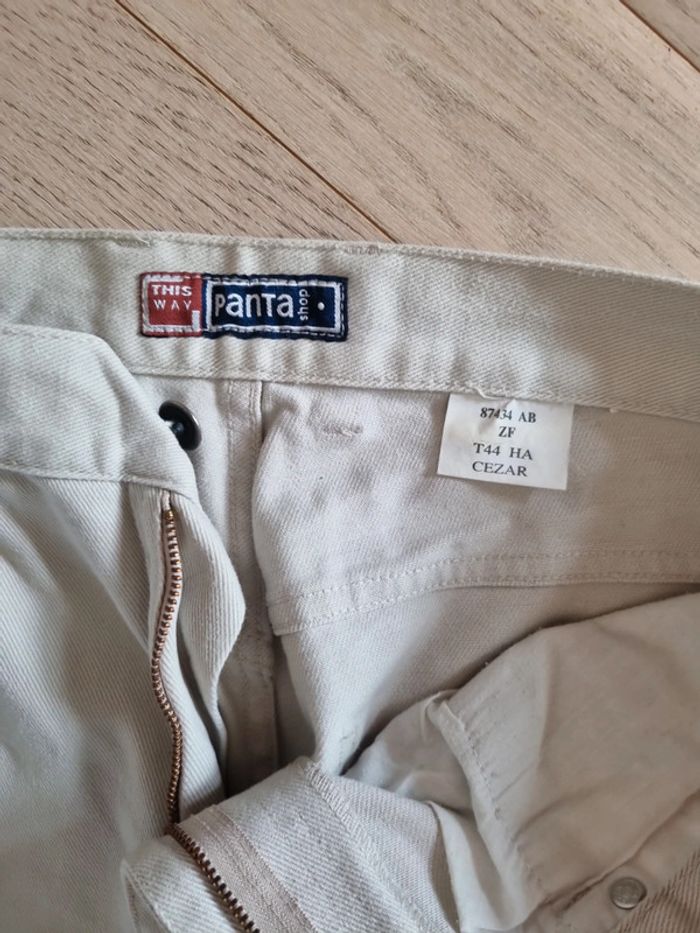 THIS
WAY
PANTA shop
87434 AB
ZF
T44 HA
CEZAR